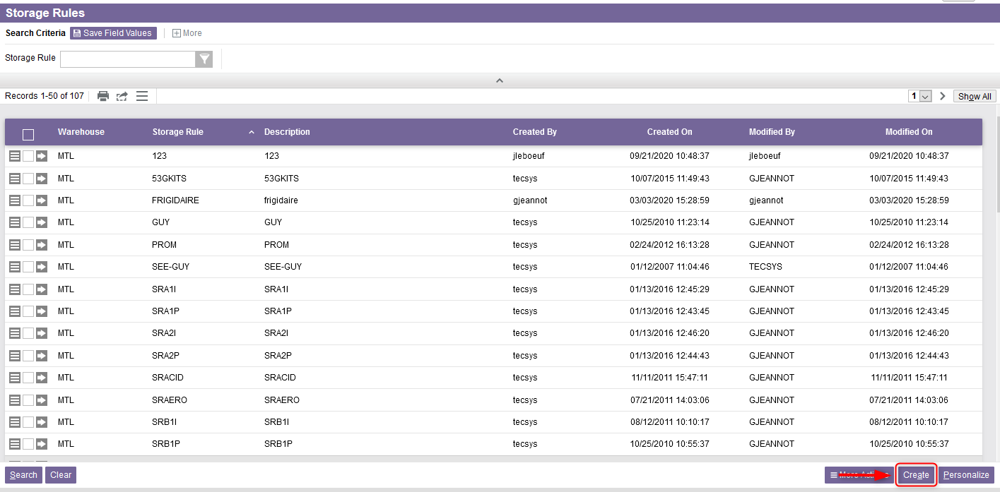 Storage Rules
Search Criteria Save Field Values More
Storage Rule
Records 1-50 of 107 1 Show All
Warehouse Storage Rule Description Created By Created On Modified By Modified On
MTL 123 123 jleboeuf 09/21/2020 10:48:37 jleboeuf 09/21/2020 10:48:37
MTL 53GKITS 53GKITS tecsys 10/07/2015 11:49:43 GJEANNOT 10/07/2015 11:49:43
MTL FRIGIDAIRE frigidaire gjeannot 03/03/2020 15:28:59 gjeannot 03/03/2020 15:28:59
MTL GUY GUY tecsys 10/25/2010 11:23:14 GJEANNOT 10/25/2010 11:23:14
MTL PROM PROM tecsys 02/24/2012 16:13:28 GJEANNOT 02/24/2012 16:13:28
MTL SEE-GUY SEE-GUY tecsys 01/12/2007 11:04:46 TECSYS 01/12/2007 11:04:46
MTL SRA1I SRA1I tecsys 01/13/2016 12:45:29 GJEANNOT 01/13/2016 12:45:29
MTL SRA1P SRA1P tecsys 01/13/2016 12:43:45 GJEANNOT 01/13/2016 12:43:45
MTL SRA2I SRA2I tecsys 01/13/2016 12:46:20 GJEANNOT 01/13/2016 12:46:20
MTL SRA2P SRA2P tecsys 01/13/2016 12:44:43 GJEANNOT 01/13/2016 12:44:43
MTL SRACID SRACID tecsys 11/11/2011 15:47:11 GJEANNOT 11/11/2011 15:47:11
MTL SRAERO SRAERO tecsys 07/21/2011 14:03:06 GJEANNOT 07/21/2011 14:03:06
MTL SRB1I SRB1I tecsys 08/12/2011 10:10:17 GJEANNOT 08/12/2011 10:10:17
MTL SRB1P SRB1P tecsys 10/25/2010 10:55:37 GJEANNOT 10/25/2010 10:55:37
Search Clear More Create Personalize